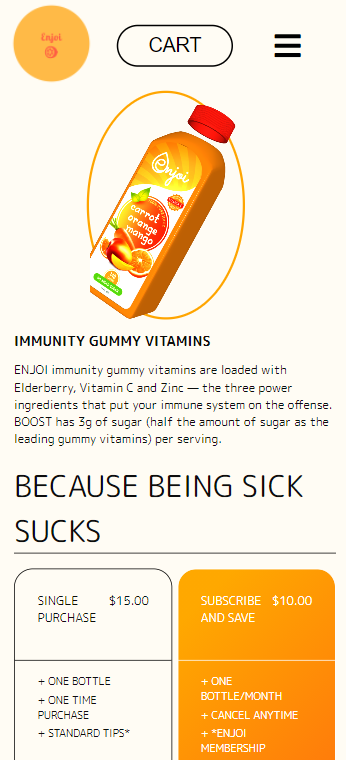 Enjoi
CART
enjoi
carrot
orange
mango
IMMUNITY GUMMY VITAMINS
ENJOI immunity gummy vitamins are loaded with
Elderberry, Vitamin C and Zinc — the three power
ingredients that put your immune system on the offense.
BOOST has 3g of sugar (half the amount of sugar as the
leading gummy vitamins) per serving.
BECAUSE BEING SICK
SUCKS
SINGLE PURCHASE $15.00
SUBSCRIBE AND SAVE $10.00
+ ONE BOTTLE
+ ONE TIME
PURCHASE
+ STANDARD TIPS*
+ ONE
BOTTLE/MONTH
+ CANCEL ANYTIME
+ *ENJOI
MEMBERSHIP